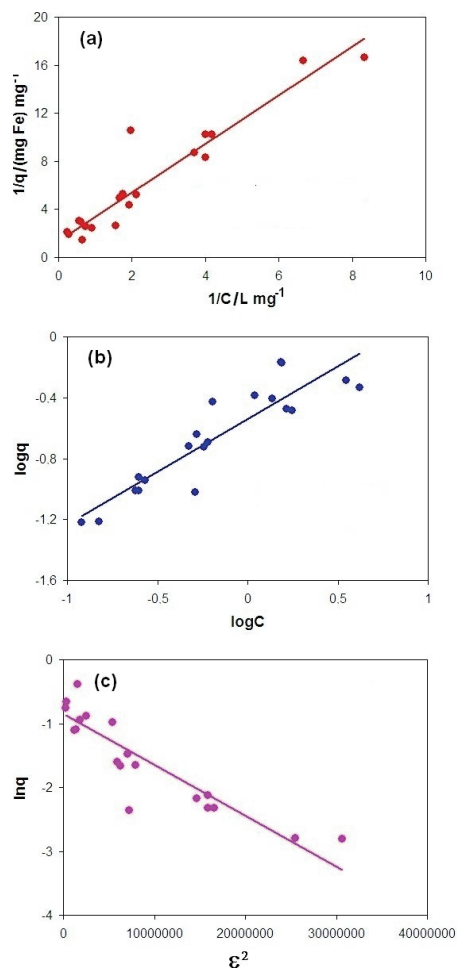 (a)
20
16
12
8
4
0
1/q/(mg Fe) mg⁻¹
0 2 4 6 8 10
1/C/L mg⁻¹
(b)
0
-0.4
-0.8
-1.2
-1.6
logq
-1 -0.5 0 0.5 1
logC
(c)
0
-1
-2
-3
-4
lnq
0 10000000 20000000 30000000 40000000
ε²